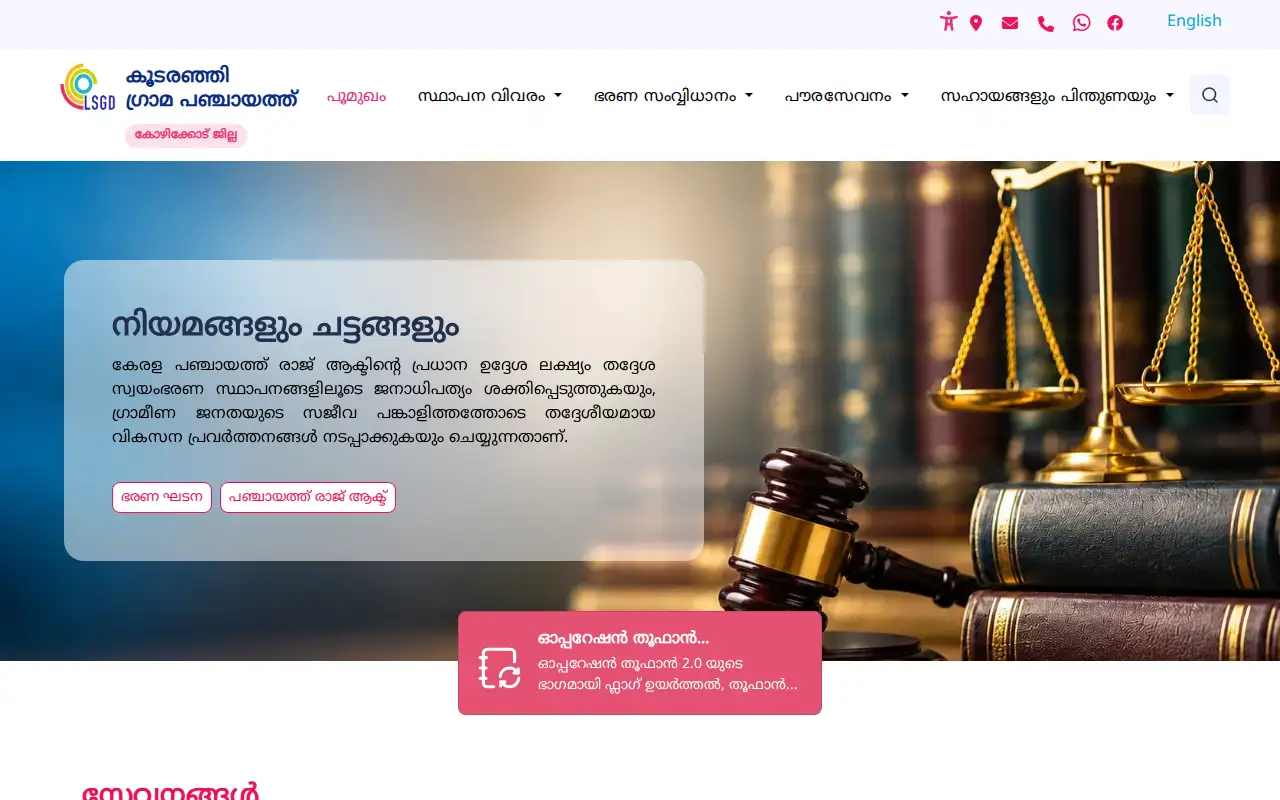 English
LSGD
കൂടരഞ്ഞി
ഗ്രാമ പഞ്ചായത്ത്
കോഴിക്കോട് ജില്ല
പൂമുഖം
സ്ഥാപന വിവരം
ഭരണ സംവ്വിധാനം
പൗരസേവനം
സഹായങ്ങളും പിന്തുണയും
നിയമങ്ങളും ചട്ടങ്ങളും
കേരള പഞ്ചായത്ത് രാജ് ആക്ടിന്റെ പ്രധാന ഉദ്ദേശ ലക്ഷ്യം തദ്ദേശ
സ്വയംഭരണ സ്ഥാപനങ്ങളിലൂടെ ജനാധിപത്യം ശക്തിപ്പെടുത്തുകയും,
ഗ്രാമീണ ജനതയുടെ സജീവ പങ്കാളിത്തത്തോടെ തദ്ദേശീയമായ
വികസന പ്രവർത്തനങ്ങൾ നടപ്പാക്കുകയും ചെയ്യുന്നതാണ്.
ഭരണ ഘടന
പഞ്ചായത്ത് രാജ് ആക്ട്
ഓപ്പറേഷൻ തൂഫാൻ...
ഓപ്പറേഷൻ തൂഫാൻ 2.0 യുടെ
ഭാഗമായി ഫ്ലാഗ് ഉയർത്തൽ, തൂഫാൻ...
സേവനങ്ങൾ